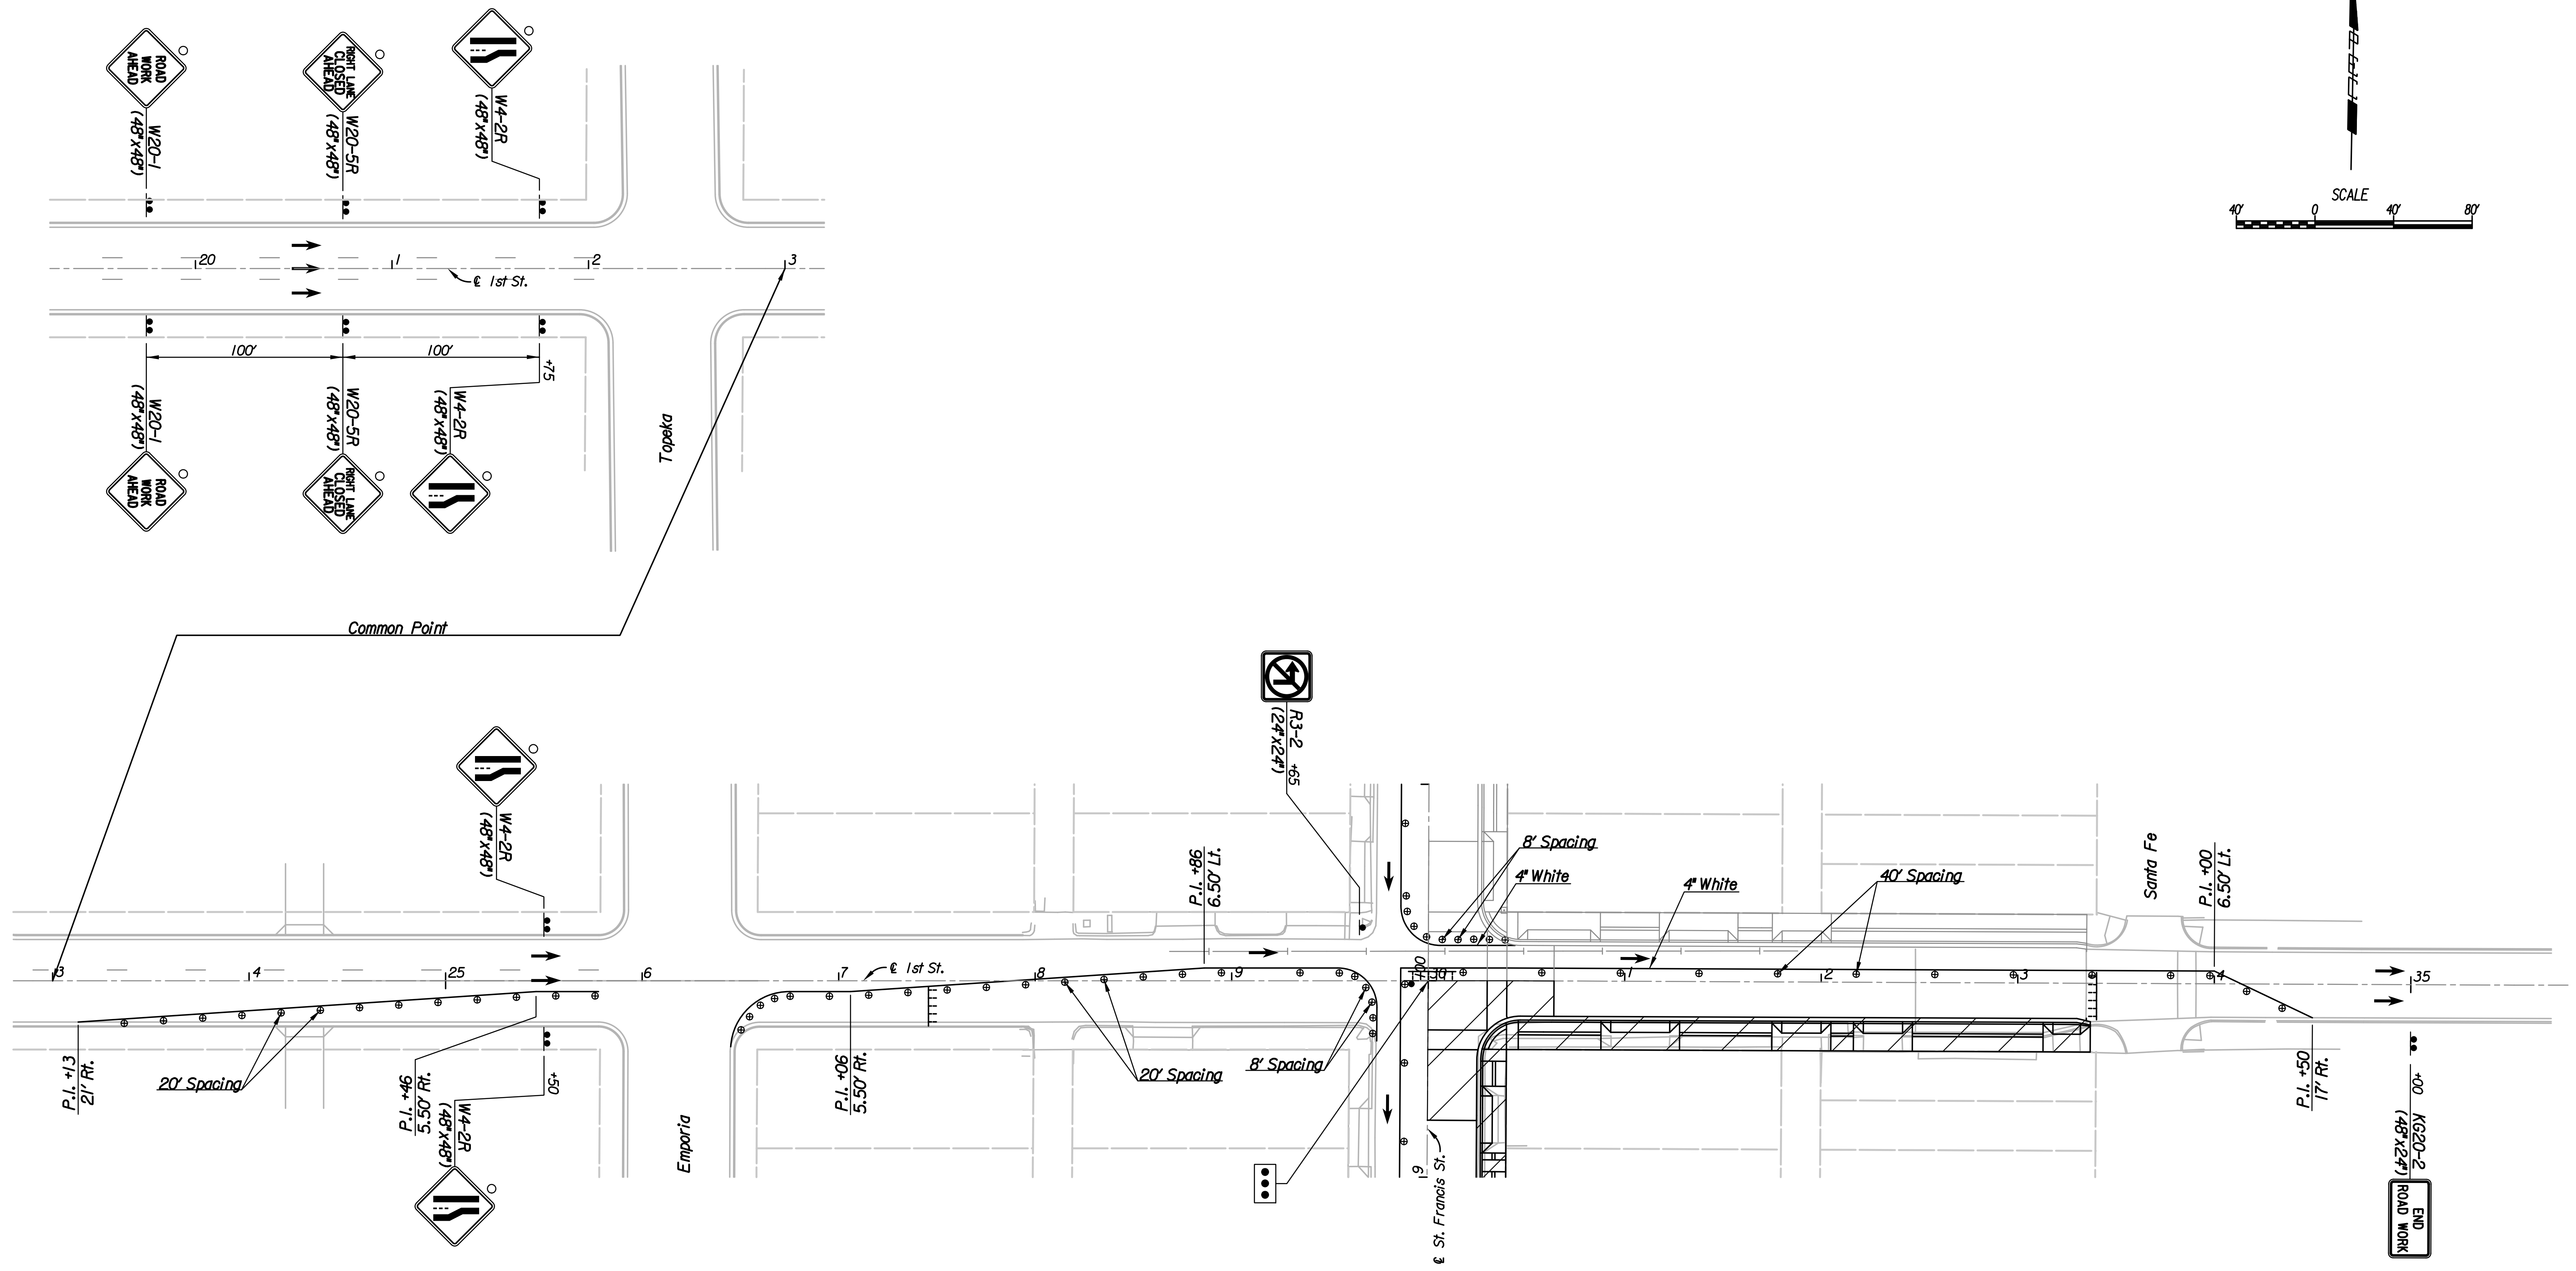 ROAD
WORK
AHEAD
W20-1
(48"x48")
RIGHT LANE
CLOSED
AHEAD
W20-5R
(48"x48")
W4-2R
(48"x48")
SCALE
40' 0 40' 80'
20 1 2 3
℄ 1st St.
100' 100'
+75
W20-1
(48"x48")
ROAD
WORK
AHEAD
W20-5R
(48"x48")
RIGHT LANE
CLOSED
AHEAD
W4-2R
(48"x48")
Topeka
Common Point
W4-2R
(48"x48")
R3-2
(24"x24")
+65
P.I. +86
6.50' Lt.
8' Spacing
4" White
4" White
40' Spacing
Santa Fe
P.I. +00
6.50' Lt.
3 4 25 6 7 8 9 30 1 2 3 4 35
℄ 1st St.
+00
P.I. +13
21' Rt.
20' Spacing
P.I. +46
5.50' Rt.
+50
W4-2R
(48"x48")
Emporia
P.I. +06
5.50' Rt.
20' Spacing
8' Spacing
9
℄ St. Francis St.
P.I. +50
17' Rt.
+00
KG20-2
(48"x24")
END
ROAD WORK